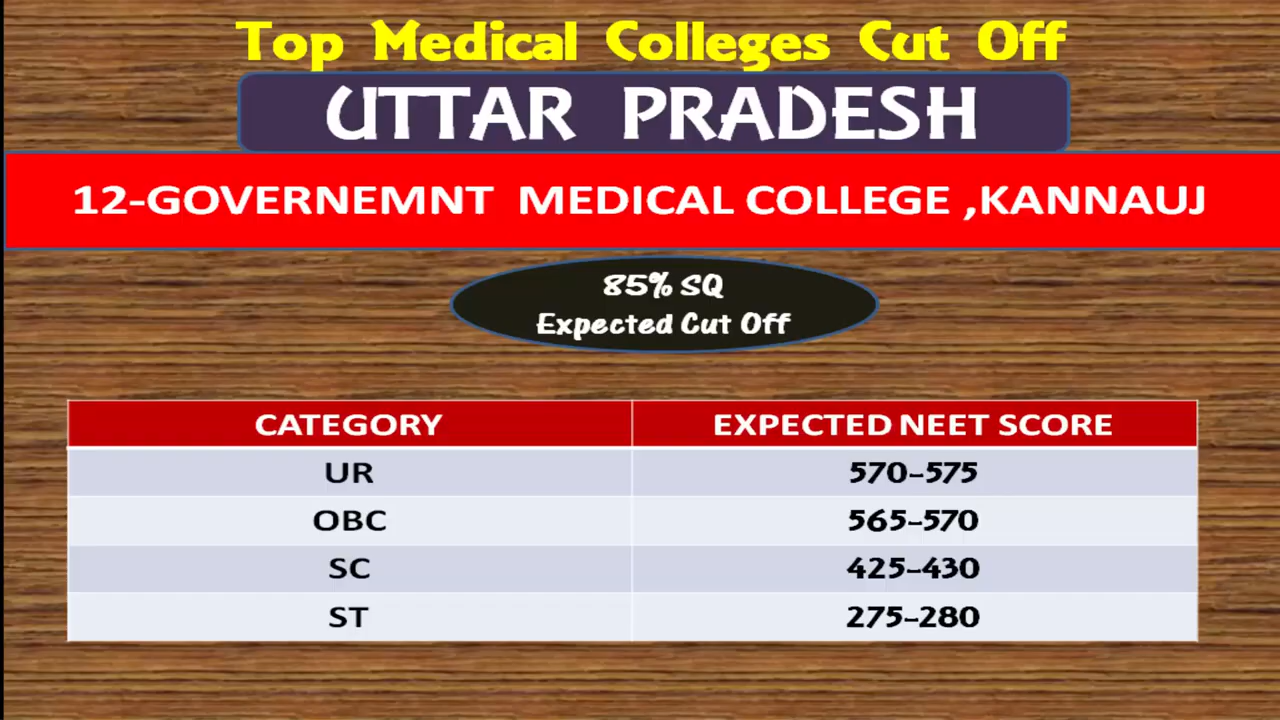 Top Medical Colleges Cut Off
UTTAR PRADESH
12-GOVERNEMNT MEDICAL COLLEGE ,KANNAUJ
85% SQ
Expected Cut Off
CATEGORY EXPECTED NEET SCORE
UR 570-575
OBC 565-570
SC 425-430
ST 275-280